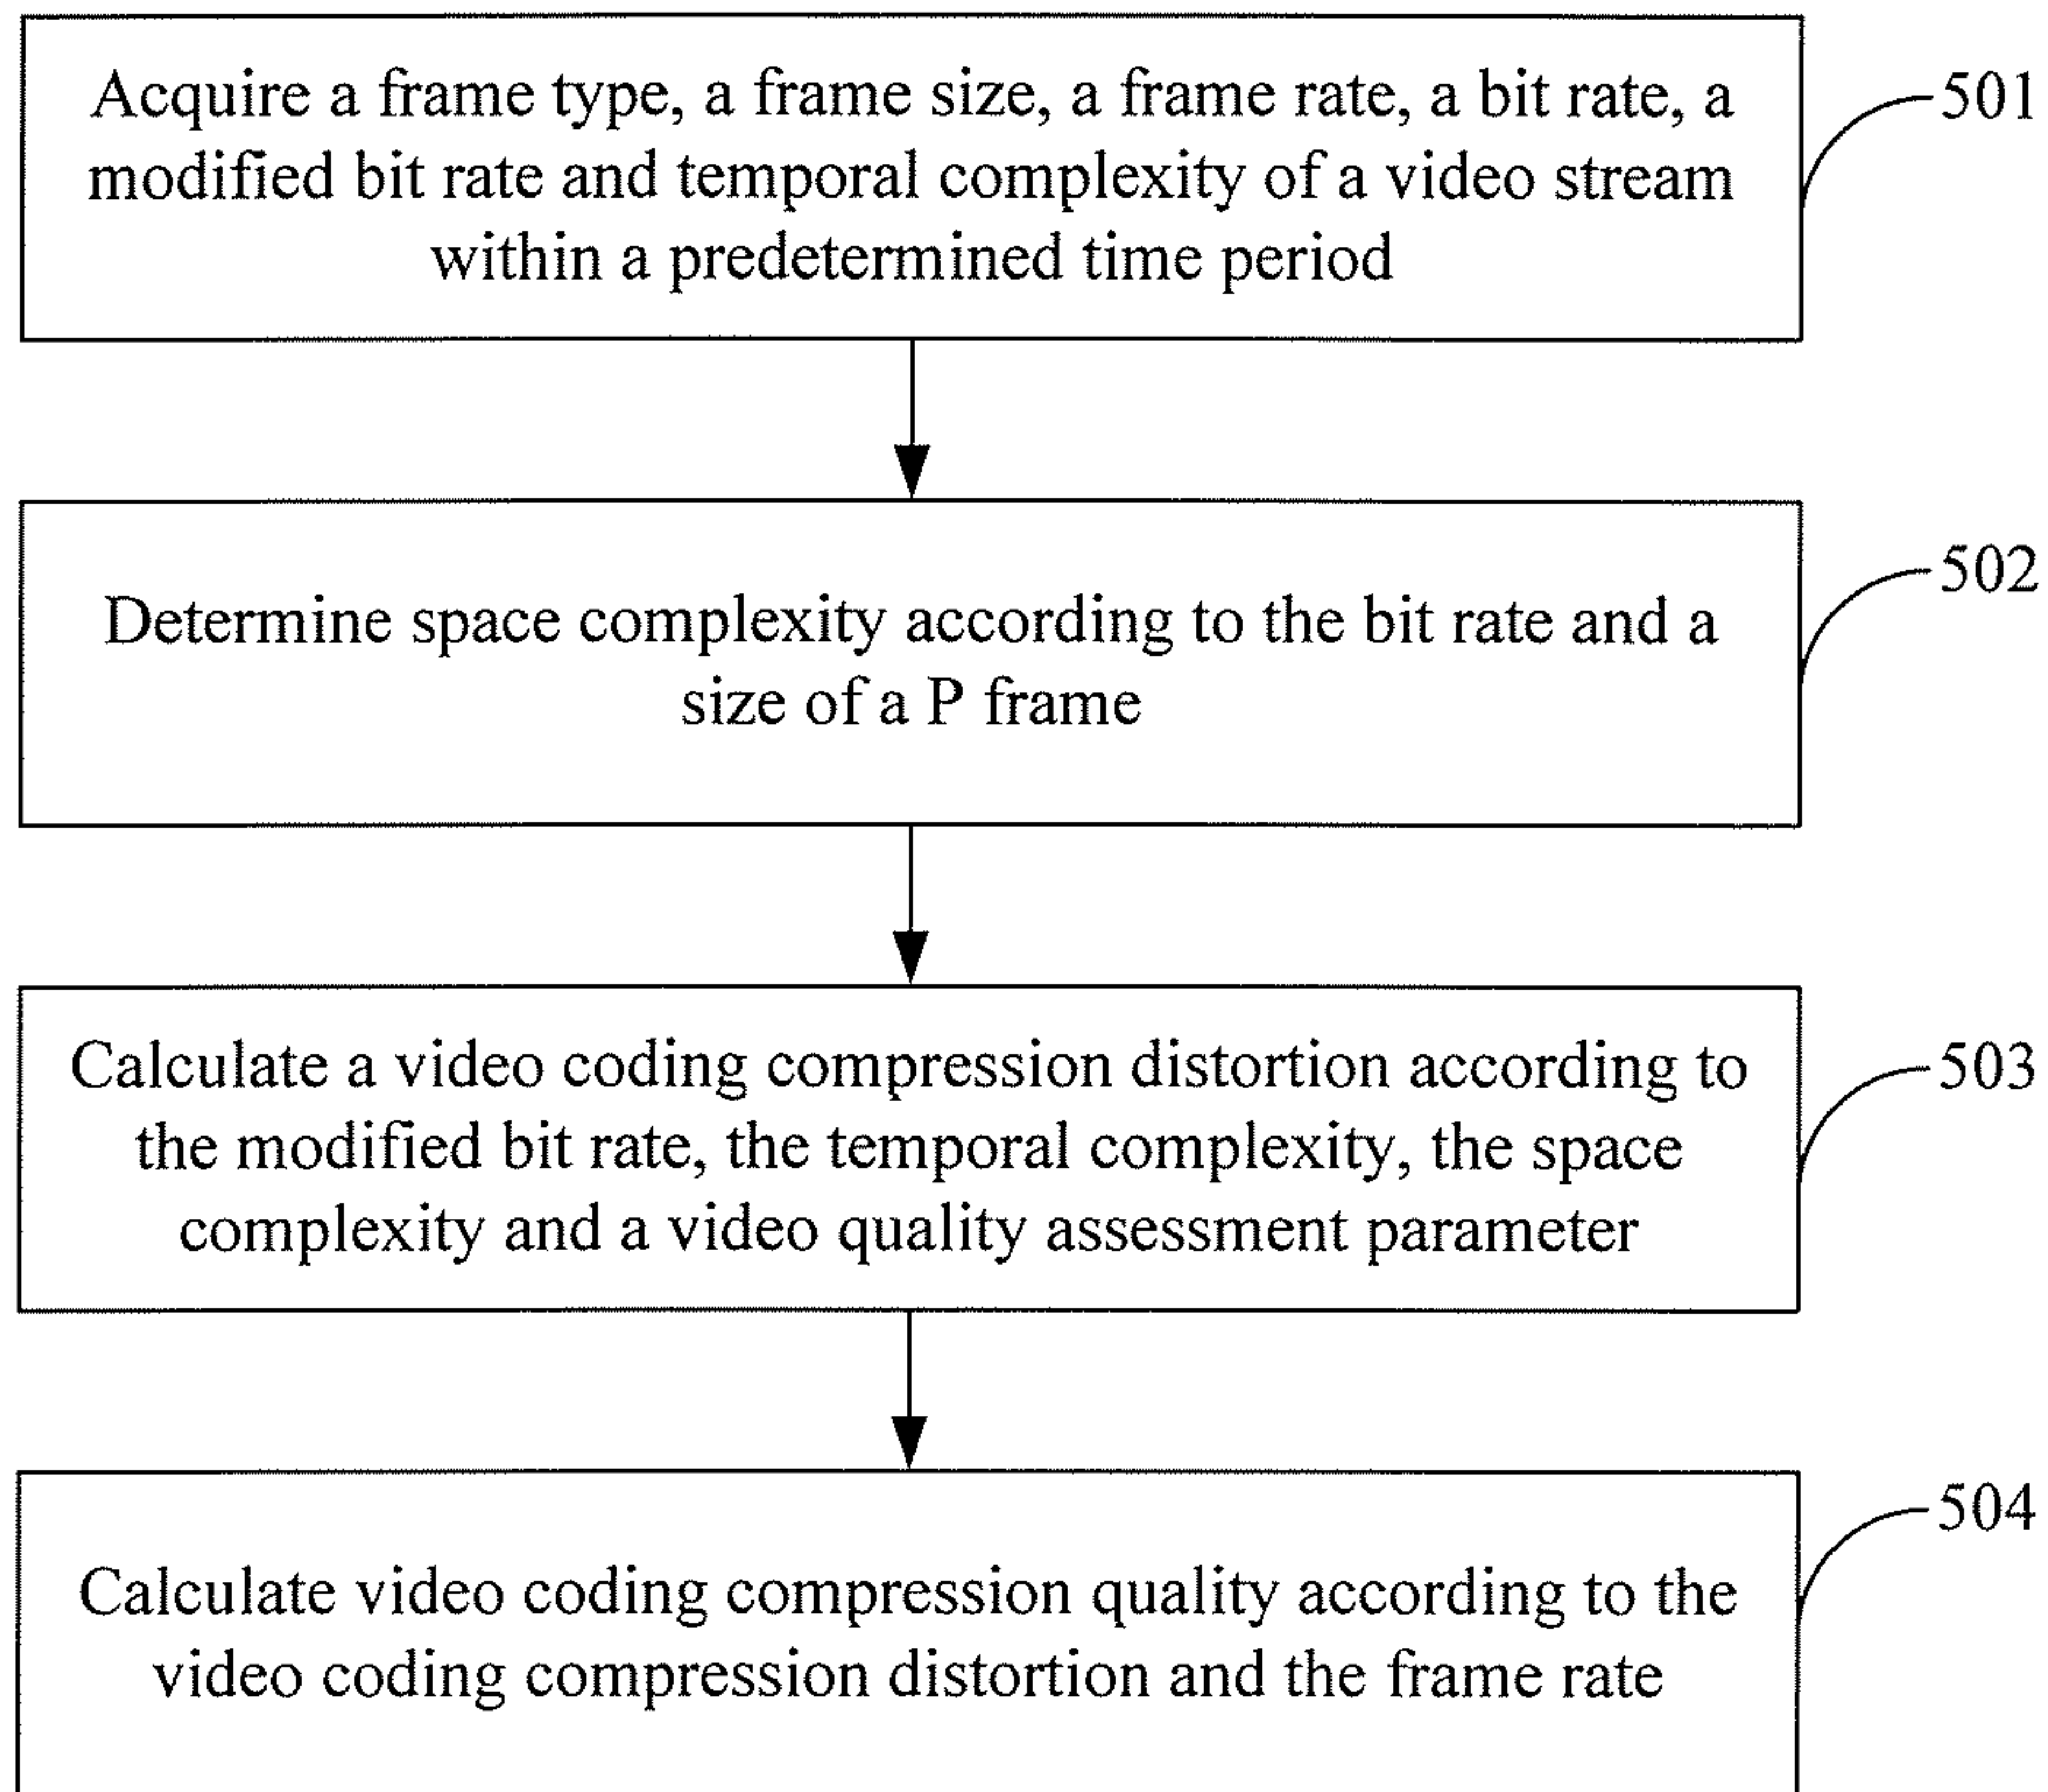 Acquire a frame type, a frame size, a frame rate, a bit rate, a
modified bit rate and temporal complexity of a video stream
within a predetermined time period
501
Determine space complexity according to the bit rate and a
size of a P frame
502
Calculate a video coding compression distortion according to
the modified bit rate, the temporal complexity, the space
complexity and a video quality assessment parameter
503
Calculate video coding compression quality according to the
video coding compression distortion and the frame rate
504